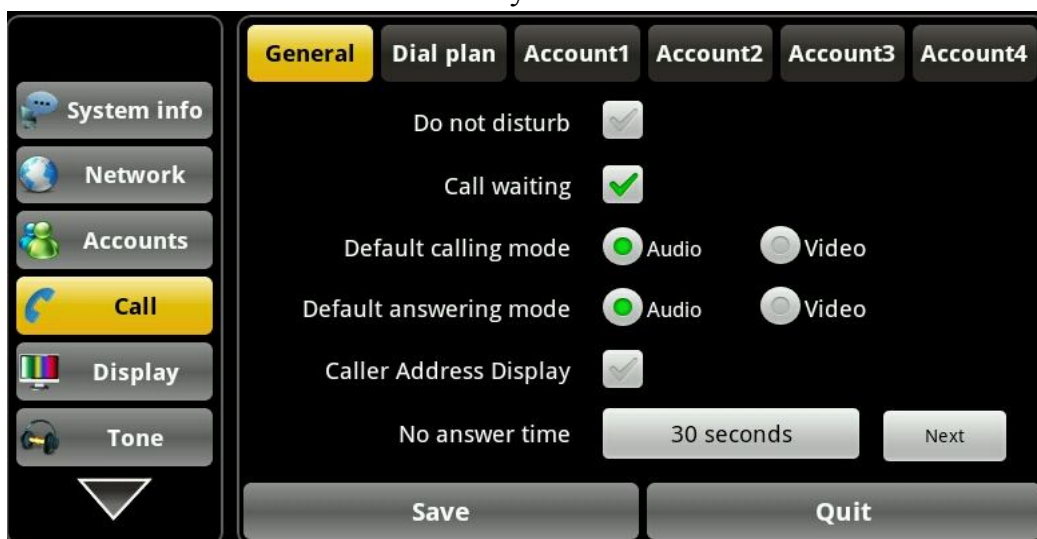 General Dial plan Account1 Account2 Account3 Account4
System info
Network
Accounts
Call
Display
Tone
Do not disturb
Call waiting
Default calling mode Audio Video
Default answering mode Audio Video
Caller Address Display
No answer time 30 seconds Next
Save Quit